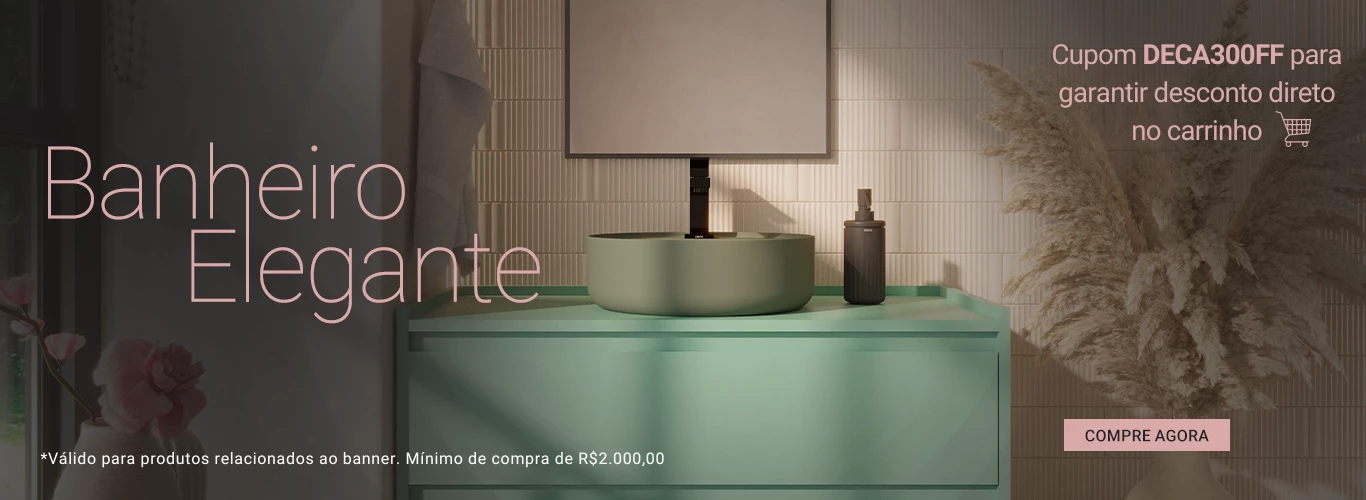 Cupom DECA300FF para
garantir desconto direto
no carrinho
Banheiro
Elegante
COMPRE AGORA
*Válido para produtos relacionados ao banner. Mínimo de compra de R$2.000,00